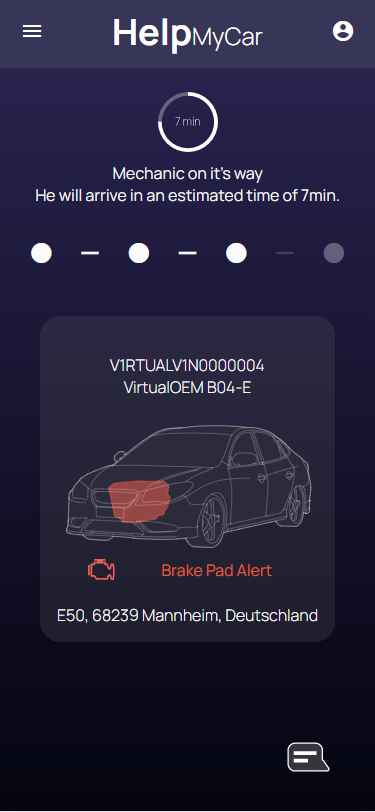 HelpMyCar
7 min
Mechanic on it's way
He will arrive in an estimated time of 7min.
V1RTUALV1N0000004
VirtualOEM B04-E
Brake Pad Alert
E50, 68239 Mannheim, Deutschland